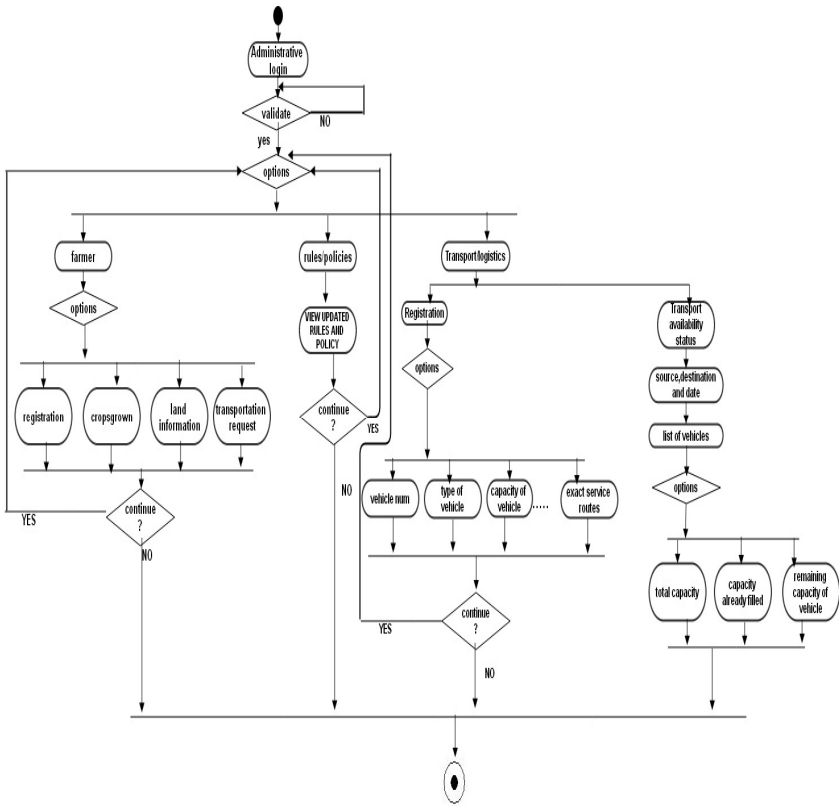 Administrative
login
validate
NO
yes
options
farmer
rules/policies
Transport/logistics
options
VIEW UPDATED
RULES AND
POLICY
Registration
Transport
availability
status
options
source,destination
and date
registration
cropsgrown
land
information
transportation
request
continue
?
YES
list of vehicles
NO
vehicle num
type of
vehicle
capacity of
vehicle
.....
exact service
routes
options
YES
continue
?
NO
total capacity
capacity
already filled
remaining
capacity of
vehicle
YES
continue
?
NO